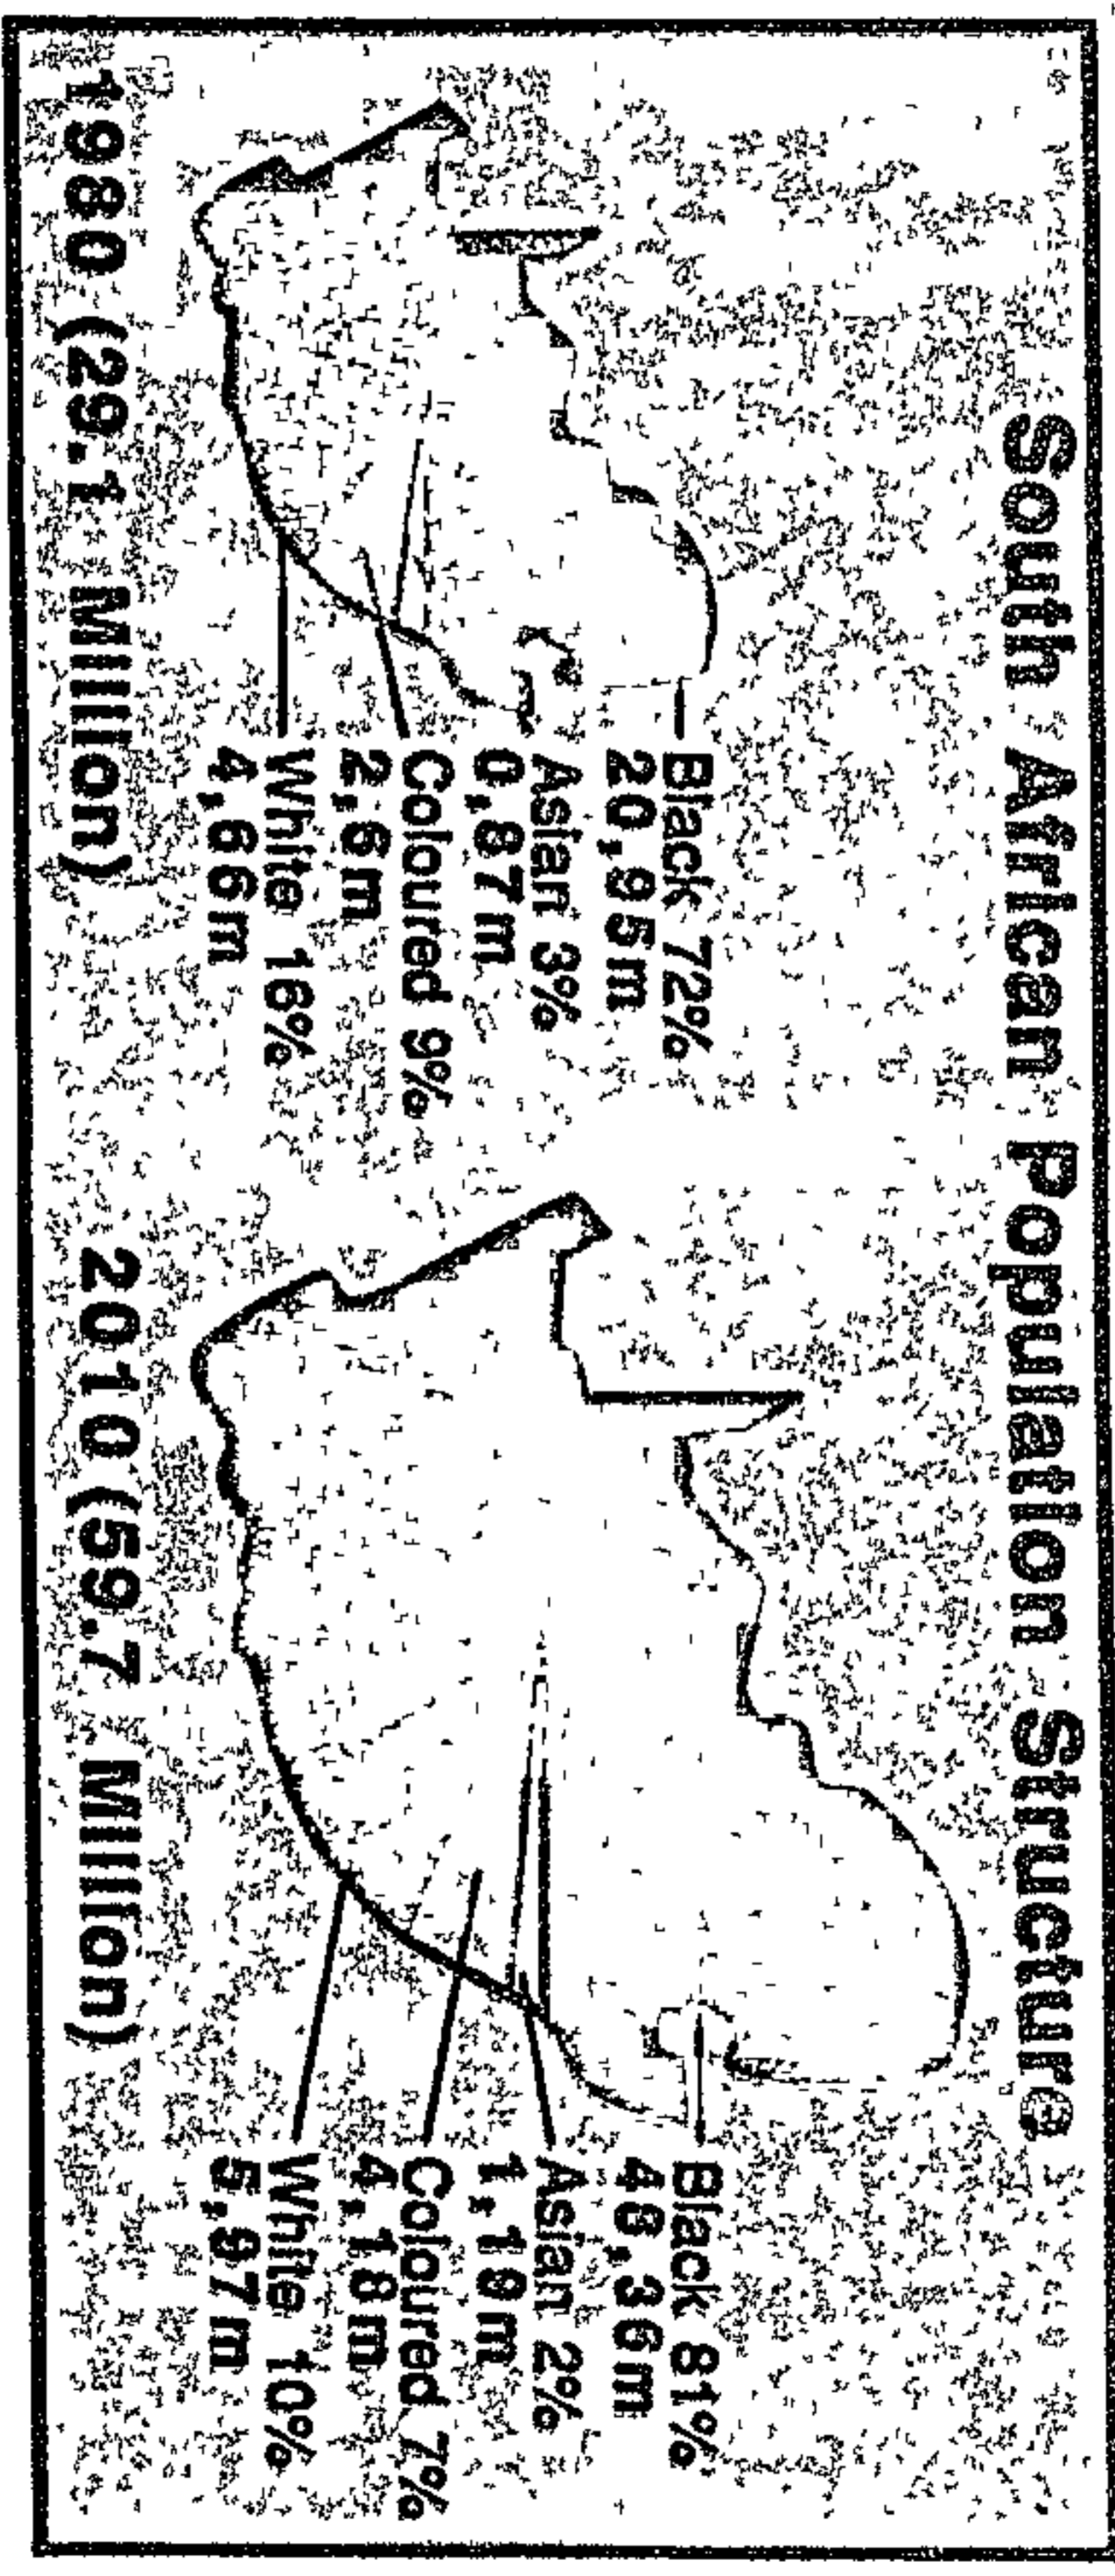 South African Population Structure
Black 72%
20,95m
Asian 3%
0,87m
Coloured 9%
2,6m
White 16%
4,66m
1980 (29.1 Million)
Black 81%
48,36m
Asian 2%
1,19m
Coloured 7%
4,18m
White 10%
5,97m
2010 (59.7 Million)